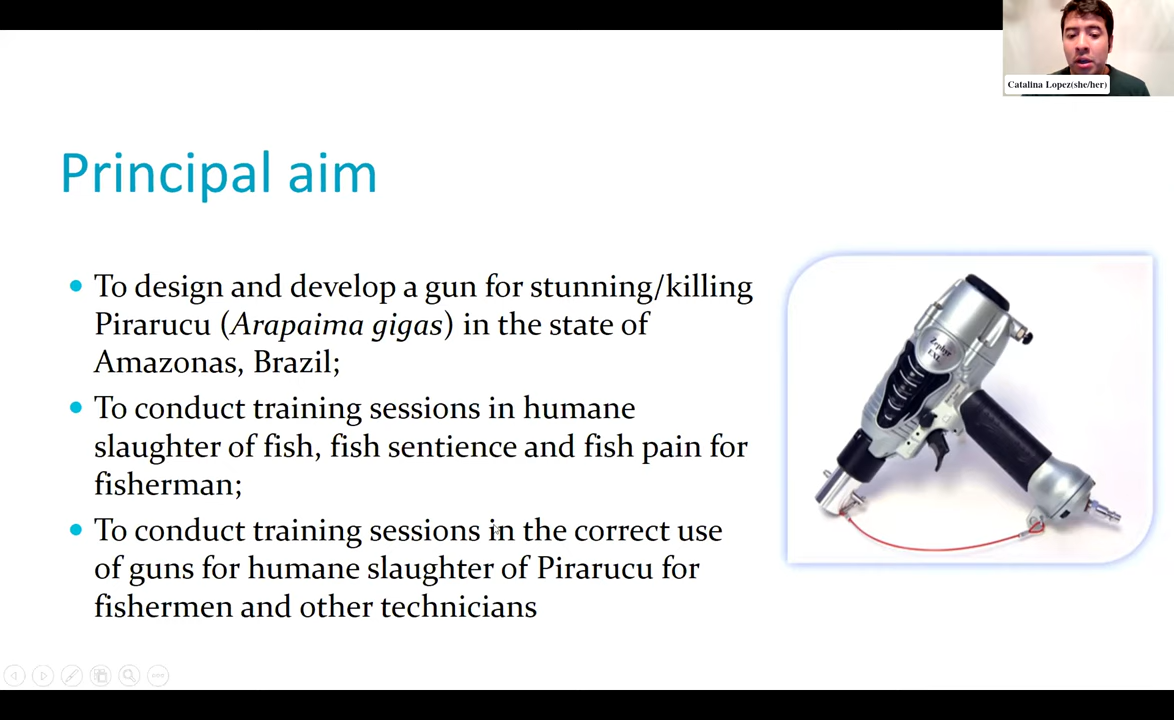 Catalina Lopez(she/her)
Principal aim
• To design and develop a gun for stunning/killing
Pirarucu (Arapaima gigas) in the state of
Amazonas, Brazil;
• To conduct training sessions in humane
slaughter of fish, fish sentience and fish pain for
fisherman;
• To conduct training sessions in the correct use
of guns for humane slaughter of Pirarucu for
fishermen and other technicians
Zephyr
EXL